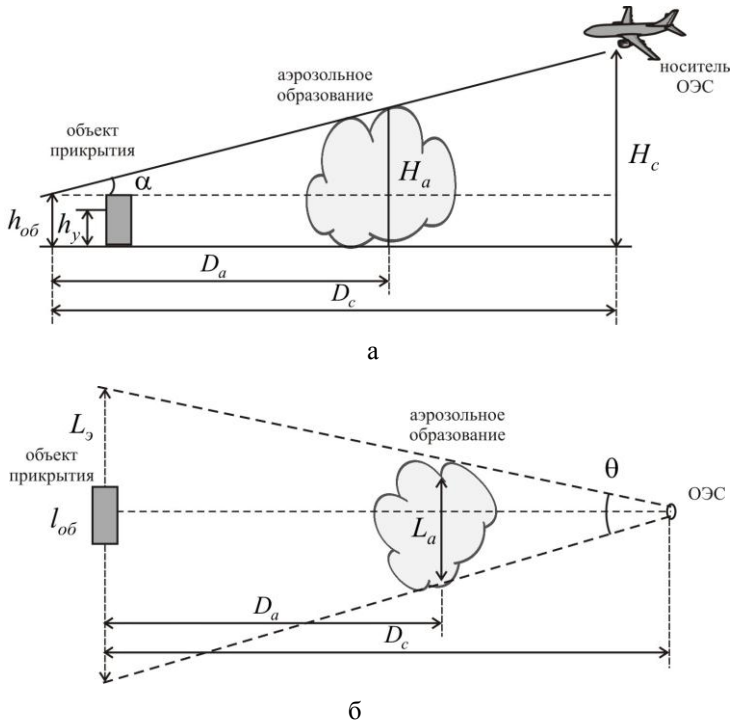 носитель
ОЭС
аэрозольное
образование
объект
прикрытия
α
H_a
H_c
h_об
h_у
D_a
D_c
а
L_э
аэрозольное
образование
θ
ОЭС
объект
прикрытия
l_об
L_a
D_a
D_c
б